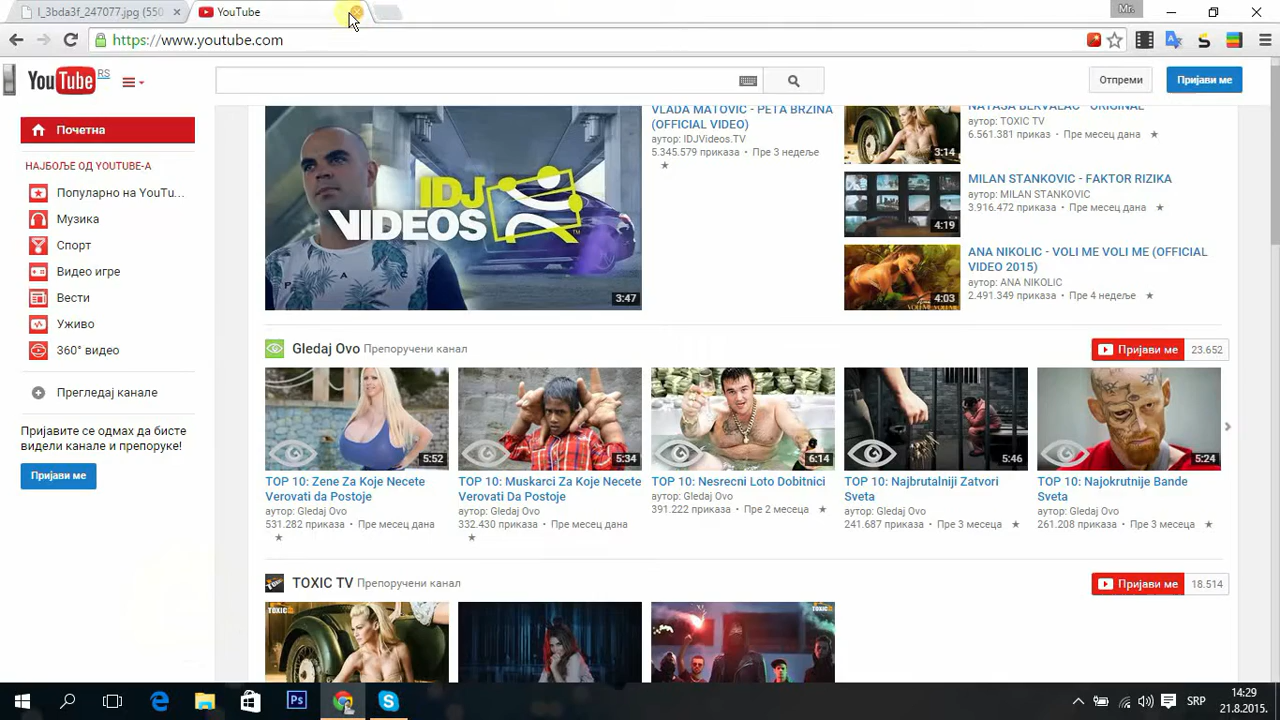 l_3bda3f_247077.jpg (550
YouTube
Mr.
https://www.youtube.com
YouTube RS
Отпреми
Пријави ме
Почетна
НАЈБОЉЕ ОД YOUTUBE-А
Популарно на YouTu...
Музика
Спорт
Видео игре
Вести
Уживо
360° видео
Прегледај канале
Пријавите се одмах да бисте
видели канале и препоруке!
Пријави ме
IDJ
VIDEOS
3:47
VLADA MATOVIC - PETA BRZINA
(OFFICIAL VIDEO)
аутор: IDJVideos.TV
5.345.579 приказа • Пре 3 недеље
3:14
NATASA BEKVALAC - ORIGINAL
аутор: TOXIC TV
6.561.381 приказ • Пре месец дана
4:19
MILAN STANKOVIC - FAKTOR RIZIKA
аутор: MILAN STANKOVIC
3.916.472 приказа • Пре месец дана
4:03
ANA NIKOLIC - VOLI ME VOLI ME (OFFICIAL
VIDEO 2015)
аутор: ANA NIKOLIC
2.491.349 приказа • Пре 4 недеље
Gledaj Ovo Препоручени канал
Пријави ме 23.652
5:52
TOP 10: Zene Za Koje Necete
Verovati da Postoje
аутор: Gledaj Ovo
531.282 приказа • Пре месец дана
5:34
TOP 10: Muskarci Za Koje Necete
Verovati Da Postoje
аутор: Gledaj Ovo
332.430 приказа • Пре месец дана
6:14
TOP 10: Nesrecni Loto Dobitnici
аутор: Gledaj Ovo
391.222 приказа • Пре 2 месеца
5:46
TOP 10: Najbrutalniji Zatvori
Sveta
аутор: Gledaj Ovo
241.687 приказа • Пре 3 месеца
5:24
TOP 10: Najokrutnije Bande
Sveta
аутор: Gledaj Ovo
261.208 приказа • Пре 3 месеца
TOXIC TV Препоручени канал
Пријави ме 18.514
TOXIC
TOXIC
Ps
SRP
14:29
21.8.2015.